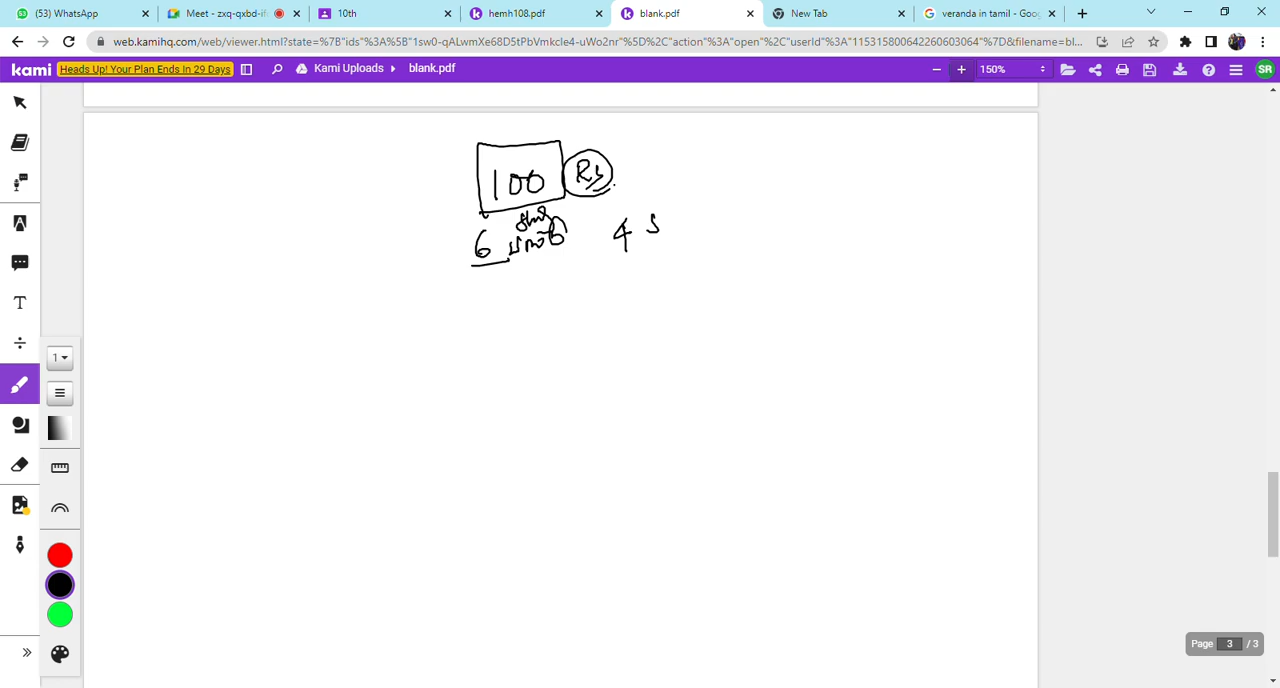 (53) WhatsApp
Meet - zxq-qxbd-if
10th
hemh108.pdf
blank.pdf
New Tab
veranda in tamil - Goo
web.kamihq.com/web/viewer.html?state=%7B"ids"%3A%5B"1sw0-qALwmXe68D5tPbVmkcle4-uWo2nr"%5D%2C"action"%3A"open"%2C"userId"%3A"115315800642260603064"%7D&filename=bl...
kami
Heads Up! Your Plan Ends In 29 Days
Kami Uploads
blank.pdf
150%
SR
100 Rs
6
4 s
1
Page 3 / 3